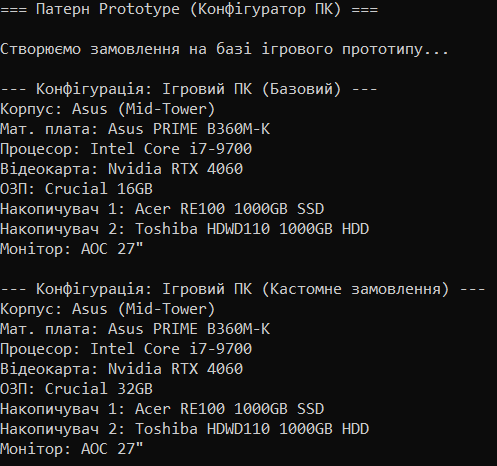 === Патерн Prototype (Конфігуратор ПК) ===
Створюємо замовлення на базі ігрового прототипу...
--- Конфігурація: Ігровий ПК (Базовий) ---
Корпус: Asus (Mid-Tower)
Мат. плата: Asus PRIME B360M-K
Процесор: Intel Core i7-9700
Відеокарта: Nvidia RTX 4060
ОЗП: Crucial 16GB
Накопичувач 1: Acer RE100 1000GB SSD
Накопичувач 2: Toshiba HDWD110 1000GB HDD
Монітор: AOC 27"
--- Конфігурація: Ігровий ПК (Кастомне замовлення) ---
Корпус: Asus (Mid-Tower)
Мат. плата: Asus PRIME B360M-K
Процесор: Intel Core i7-9700
Відеокарта: Nvidia RTX 4060
ОЗП: Crucial 32GB
Накопичувач 1: Acer RE100 1000GB SSD
Накопичувач 2: Toshiba HDWD110 1000GB HDD
Монітор: AOC 27"